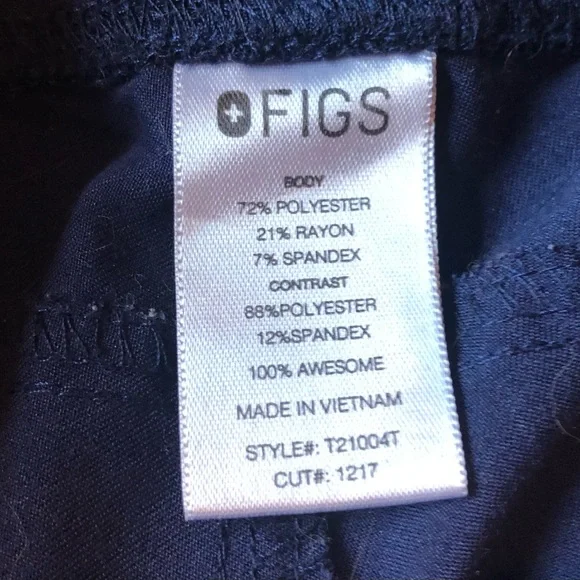 FIGS
BODY
72% POLYESTER
21% RAYON
7% SPANDEX
CONTRAST
88%POLYESTER
12%SPANDEX
100% AWESOME
MADE IN VIETNAM
STYLE#: T21004T
CUT#: 1217